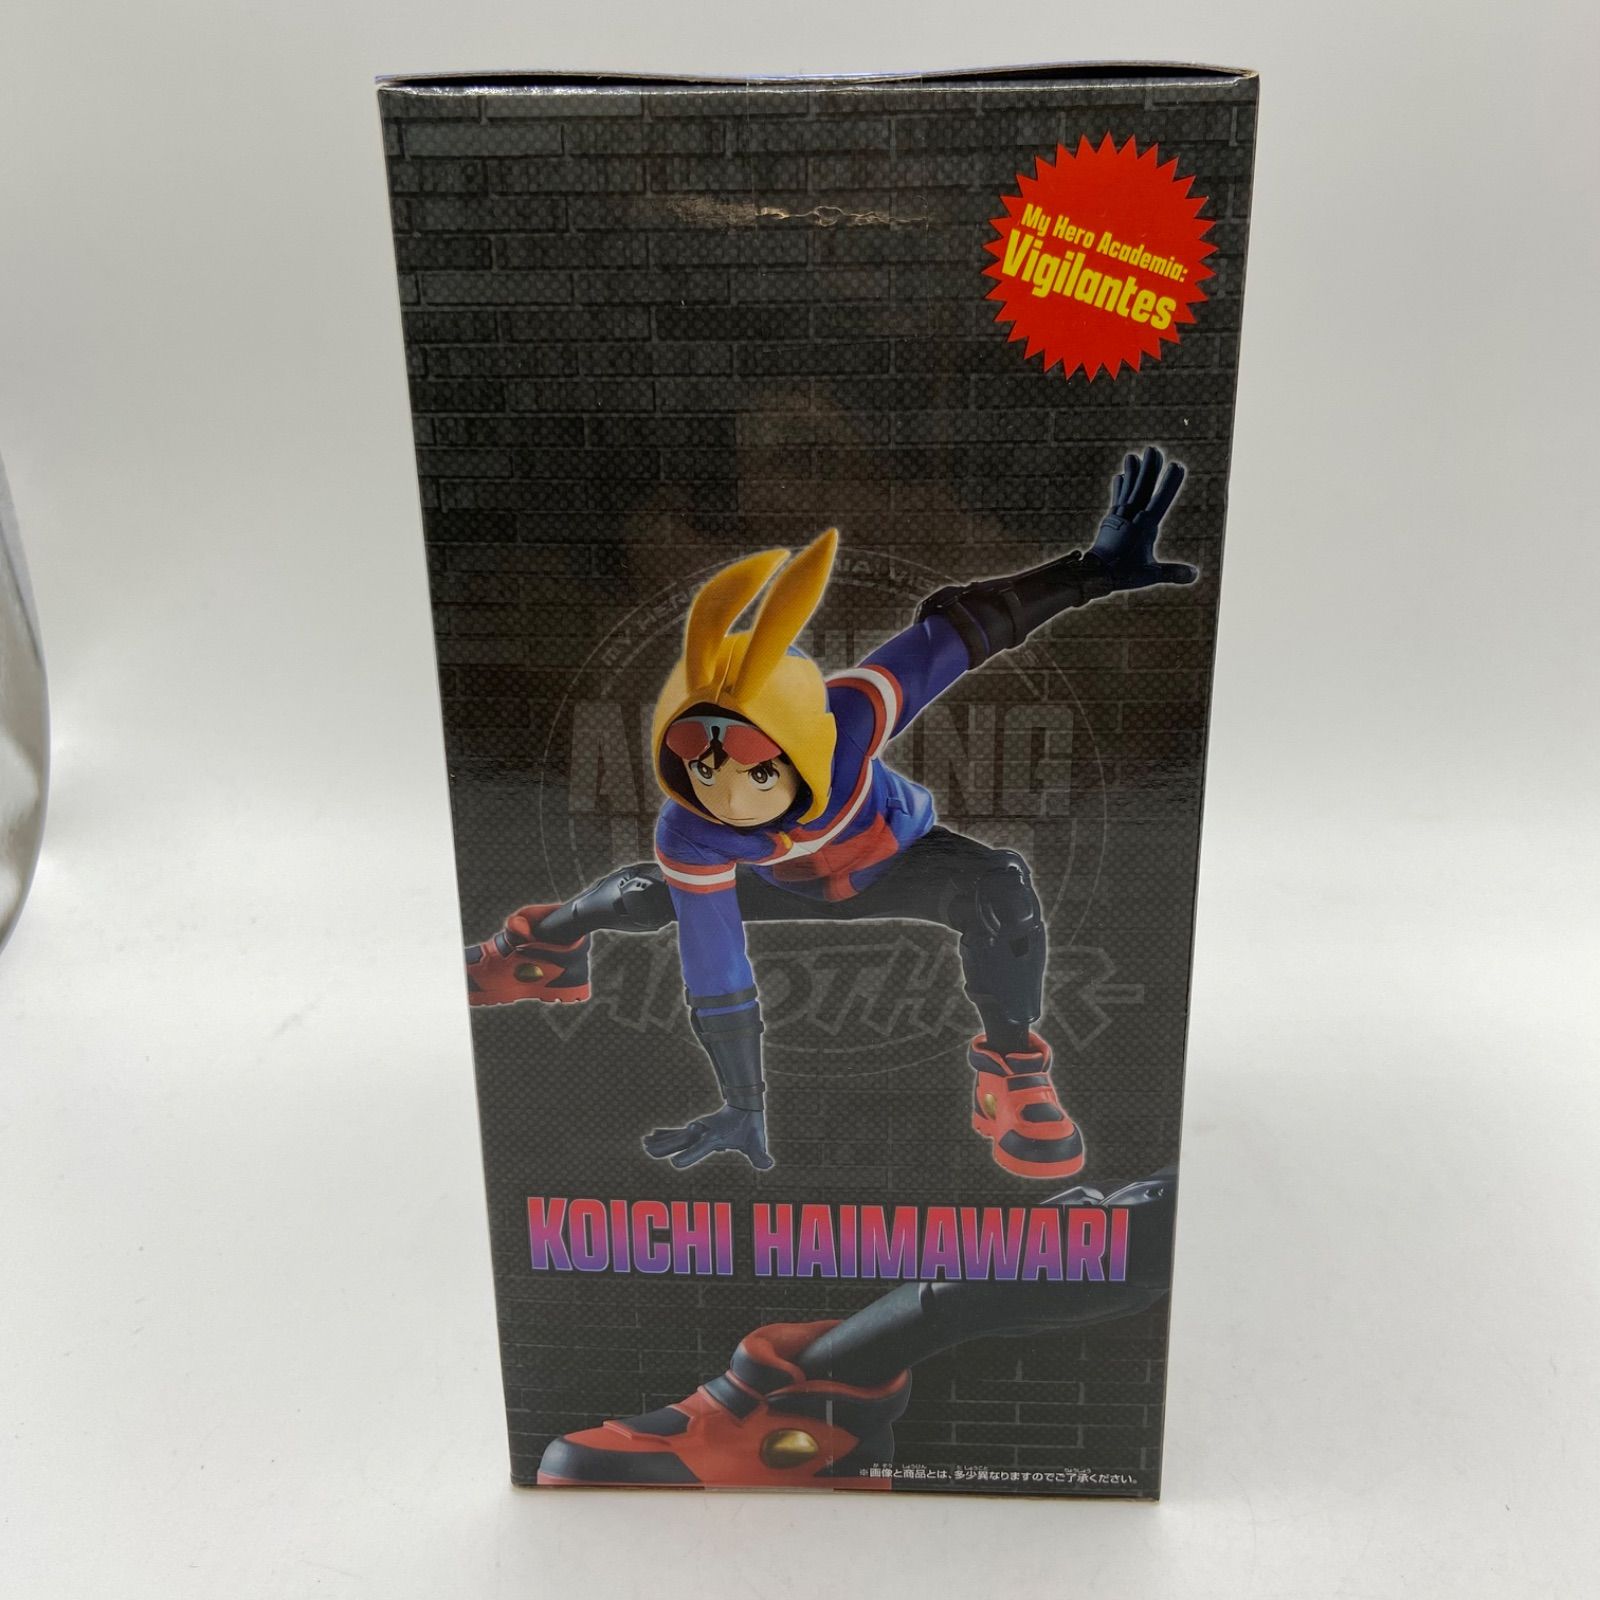 My Hero Academia:
Vigilantes
ANOTHER
KOICHI HAIMAWARI
※画像と商品とは、多少異なりますのでご了承ください。